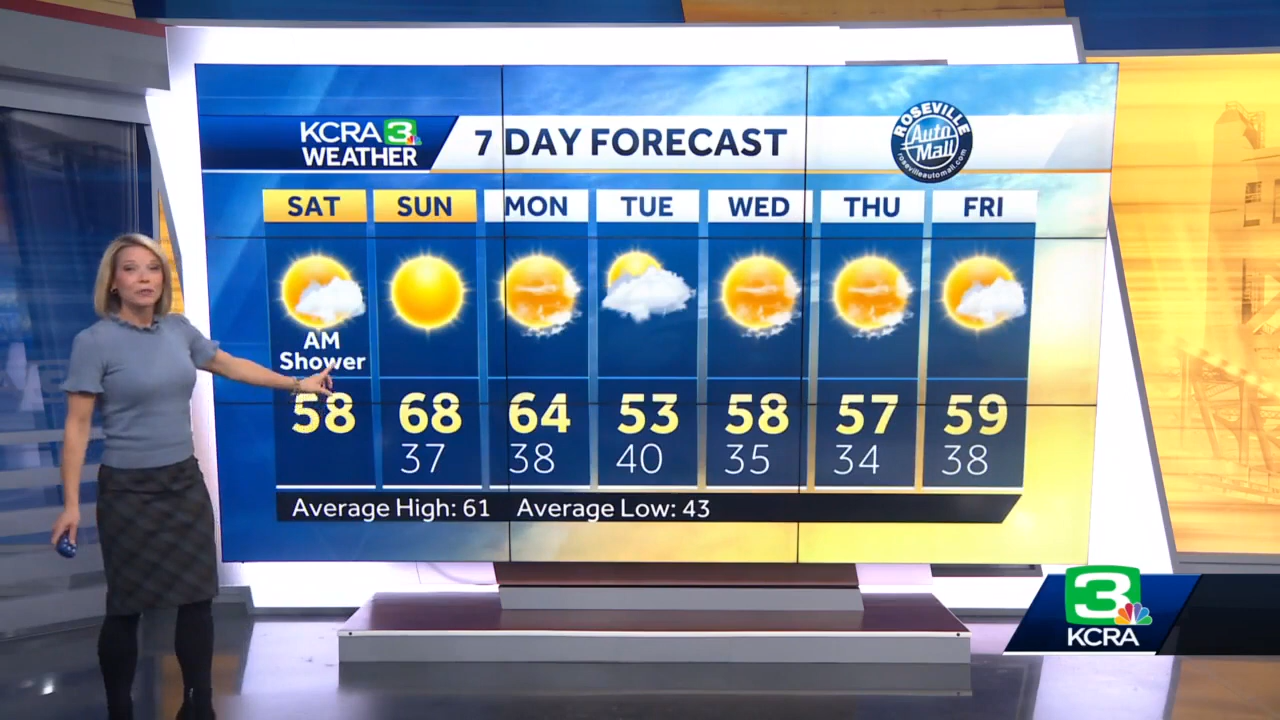 KCRA 3
WEATHER
7 DAY FORECAST
ROSEVILLE
Auto
Mall
rosevilleautomall.com
SAT SUN MON TUE WED THU FRI
AM
Shower
58 68 64 53 58 57 59
37 38 40 35 34 38
Average High: 61 Average Low: 43
3
KCRA